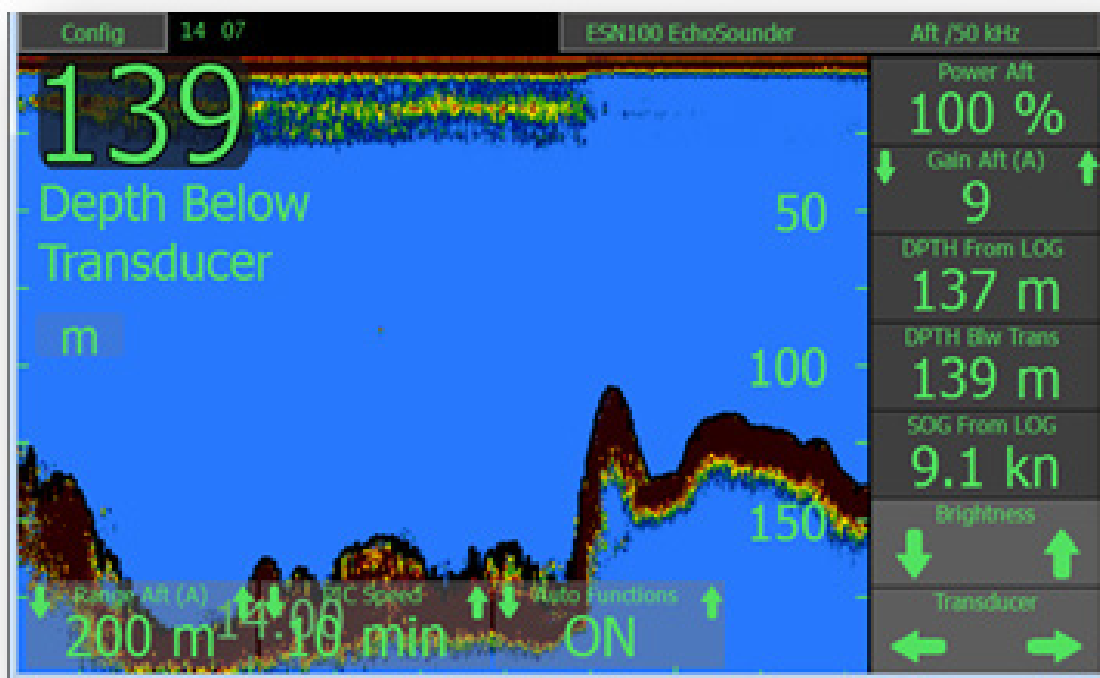 Config
14 07
ESN100 EchoSounder
Aft /50 kHz
139
Depth Below
Transducer
m
50
100
150
Power Aft
100 %
Gain Aft (A)
9
DPTH From LOG
137 m
DPTH Blw Trans
139 m
SOG From LOG
9.1 kn
Brightness
Transducer
Range Aft (A)
200 m
14:00
PIC Speed
10 min
Auto Functions
ON